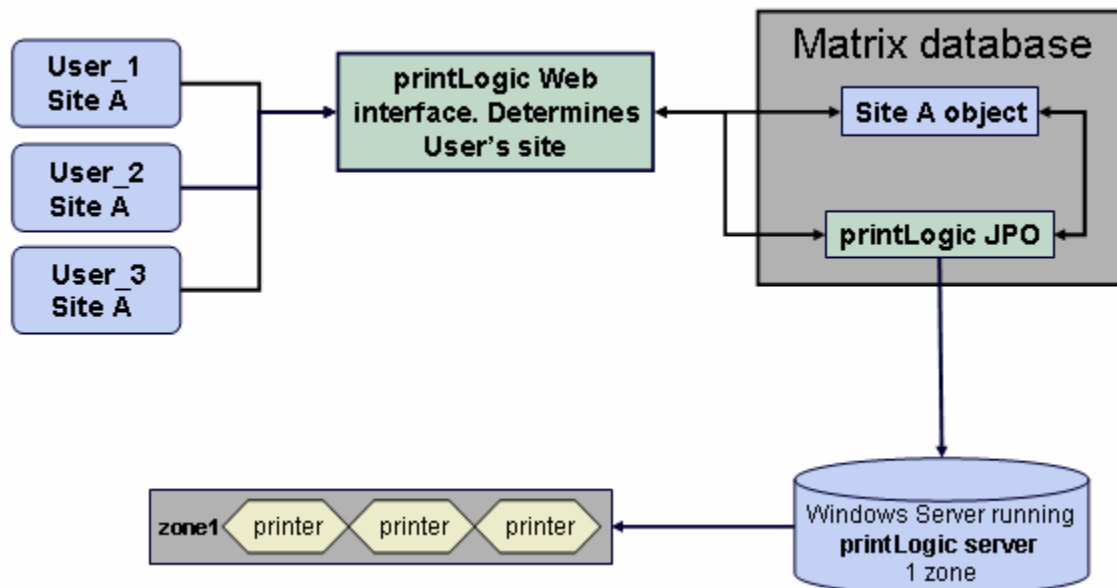 User_1
Site A
User_2
Site A
User_3
Site A
printLogic Web
interface. Determines
User's site
Matrix database
Site A object
printLogic JPO
zone1 printer printer printer
Windows Server running
printLogic server
1 zone